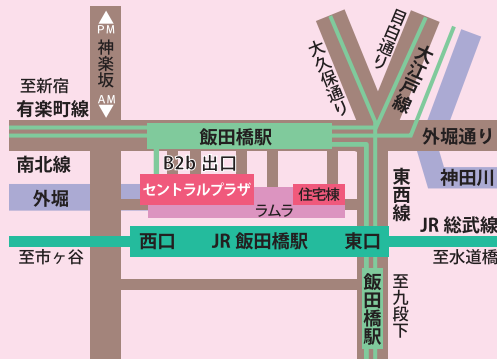 PM
神楽坂
AM
至新宿
有楽町線
大久保通り
目白通り
大江戸線
飯田橋駅
外堀通り
南北線
B2b 出口
外堀
セントラルプラザ
ラムラ
住宅棟
東西線
神田川
JR 総武線
西口
JR 飯田橋駅
東口
至市ヶ谷
至水道橋
飯田橋駅
至九段下